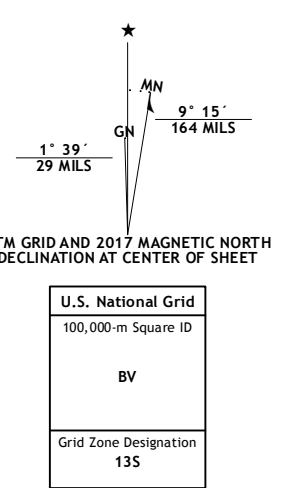 ★
MN
GN
9° 15´
164 MILS
1° 39´
29 MILS
TM GRID AND 2017 MAGNETIC NORTH
DECLINATION AT CENTER OF SHEET
U.S. National Grid
100,000-m Square ID
BV
Grid Zone Designation
13S